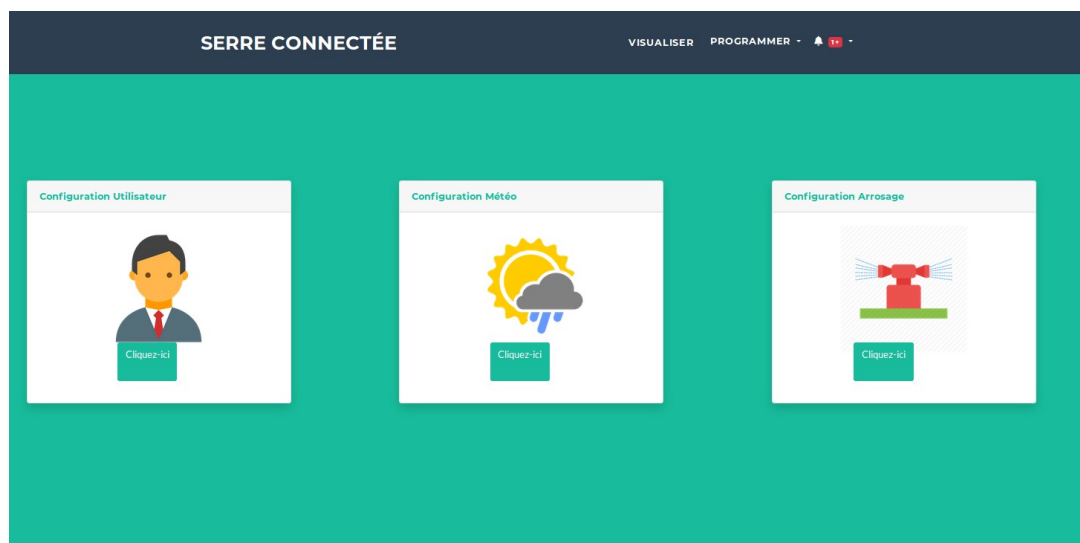 SERRE CONNECTÉE
VISUALISER PROGRAMMER 1+
Configuration Utilisateur
Configuration Météo
Configuration Arrosage
Cliquez-ici
Cliquez-ici
Cliquez-ici